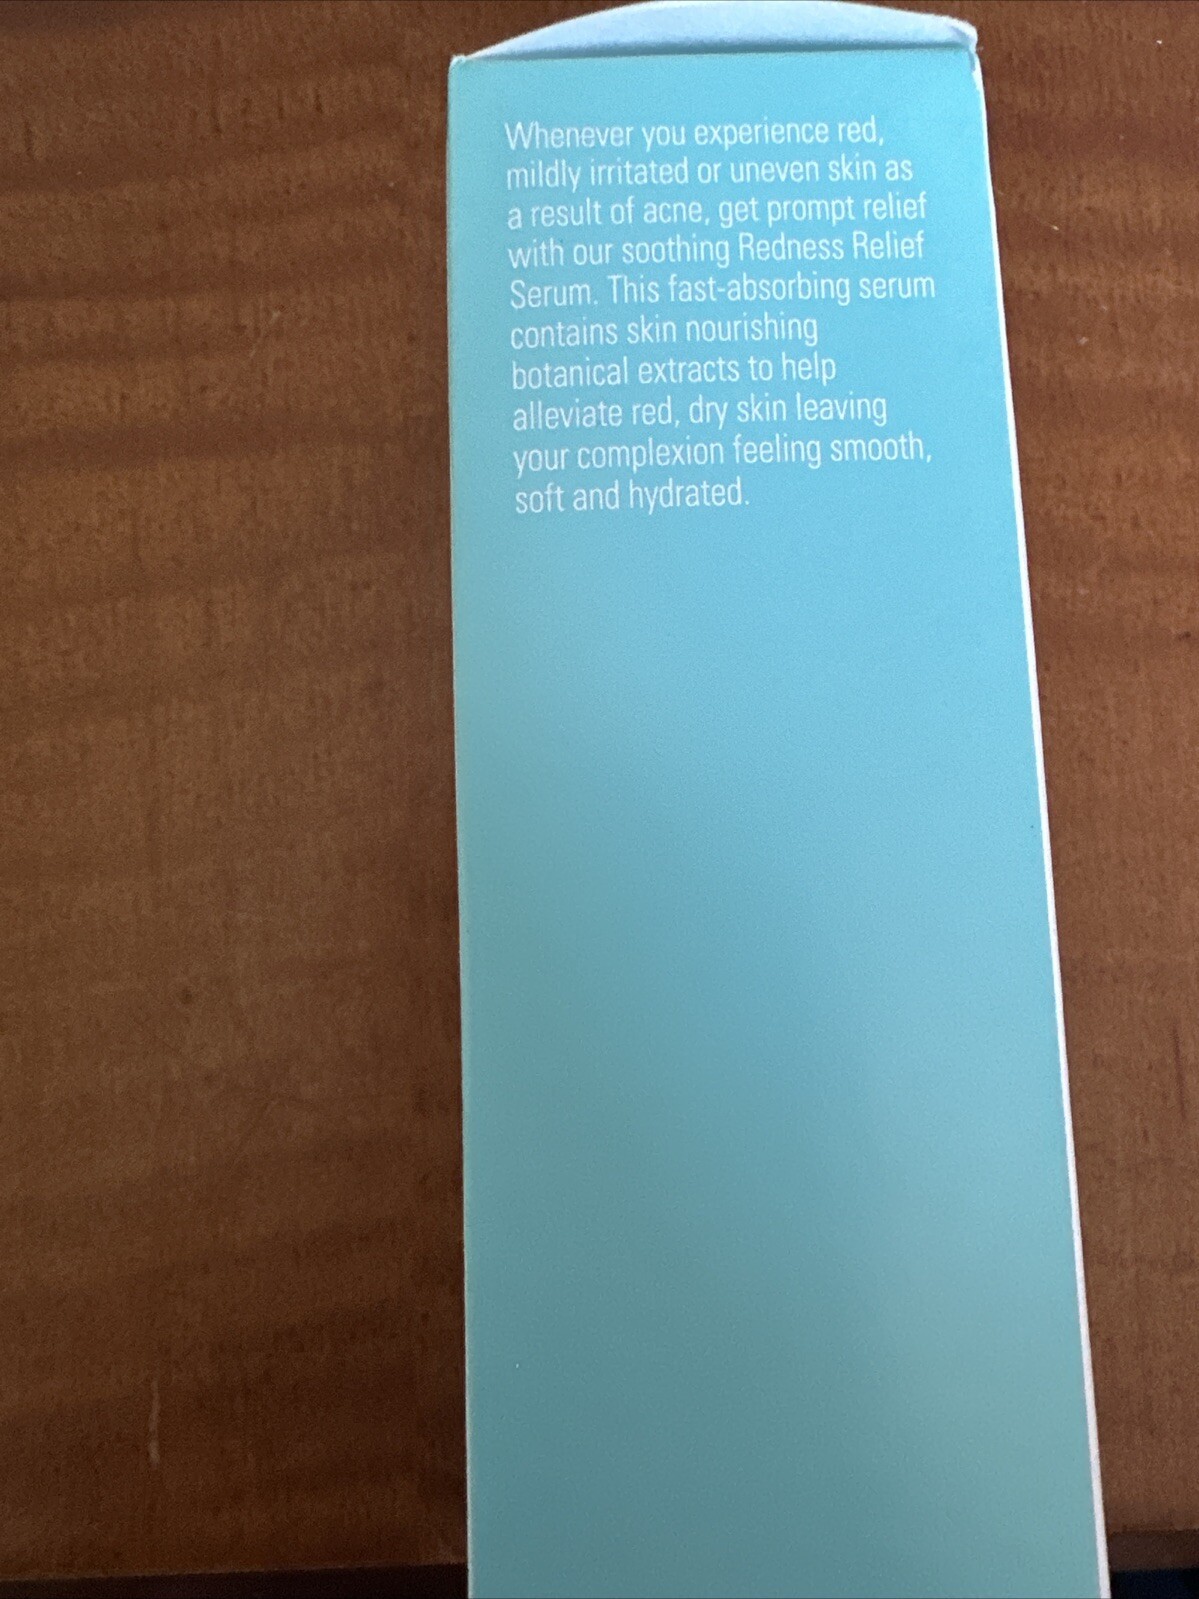 Whenever you experience red,
mildly irritated or uneven skin as
a result of acne, get prompt relief
with our soothing Redness Relief
Serum. This fast-absorbing serum
contains skin nourishing
botanical extracts to help
alleviate red, dry skin leaving
your complexion feeling smooth,
soft and hydrated.